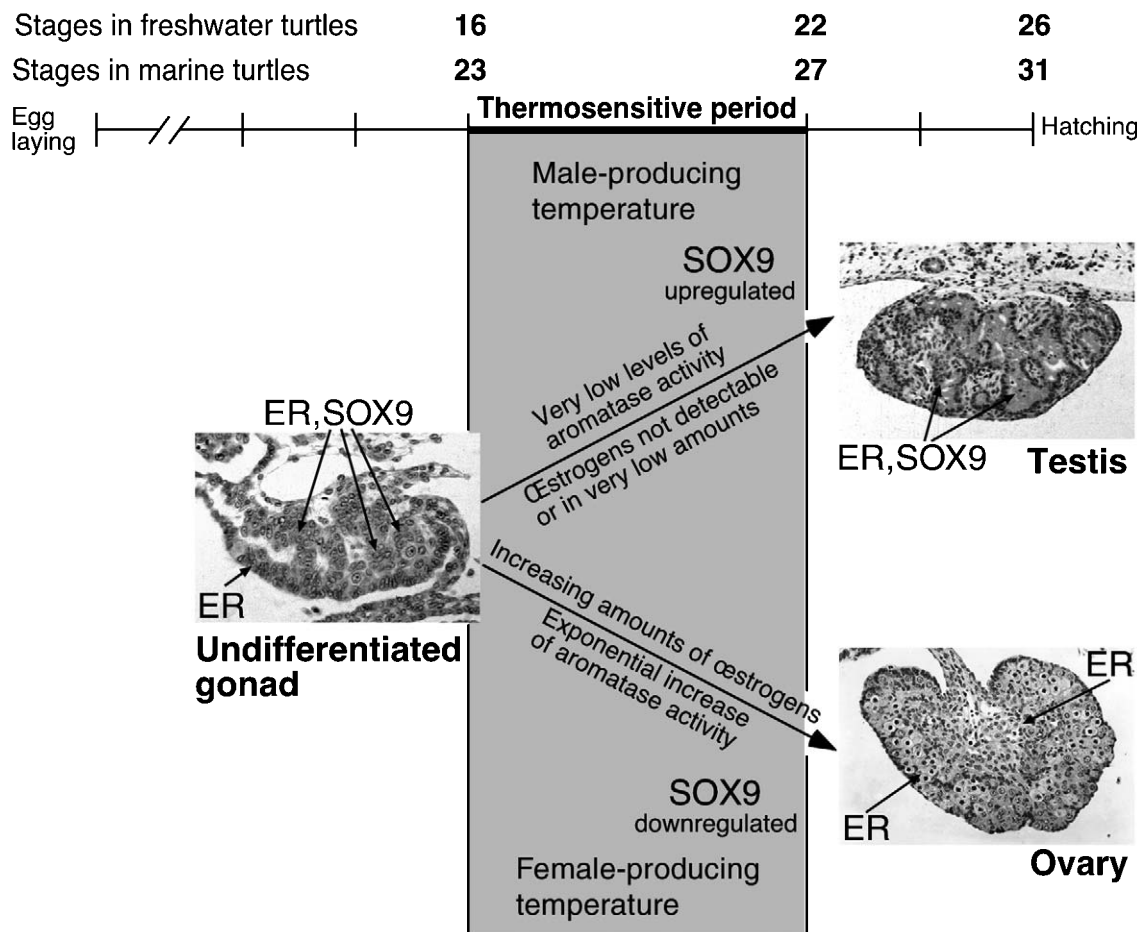 Stages in freshwater turtles 16 22 26
Stages in marine turtles 23 27 31
Egg
laying
Thermosensitive period
Hatching
Male-producing
temperature
SOX9
upregulated
Very low levels of
aromatase activity
Œstrogens not detectable
or in very low amounts
ER,SOX9
ER
Undifferentiated
gonad
ER,SOX9
Testis
Increasing amounts of œstrogens
Exponential increase
of aromatase activity
SOX9
downregulated
Female-producing
temperature
ER
ER
Ovary